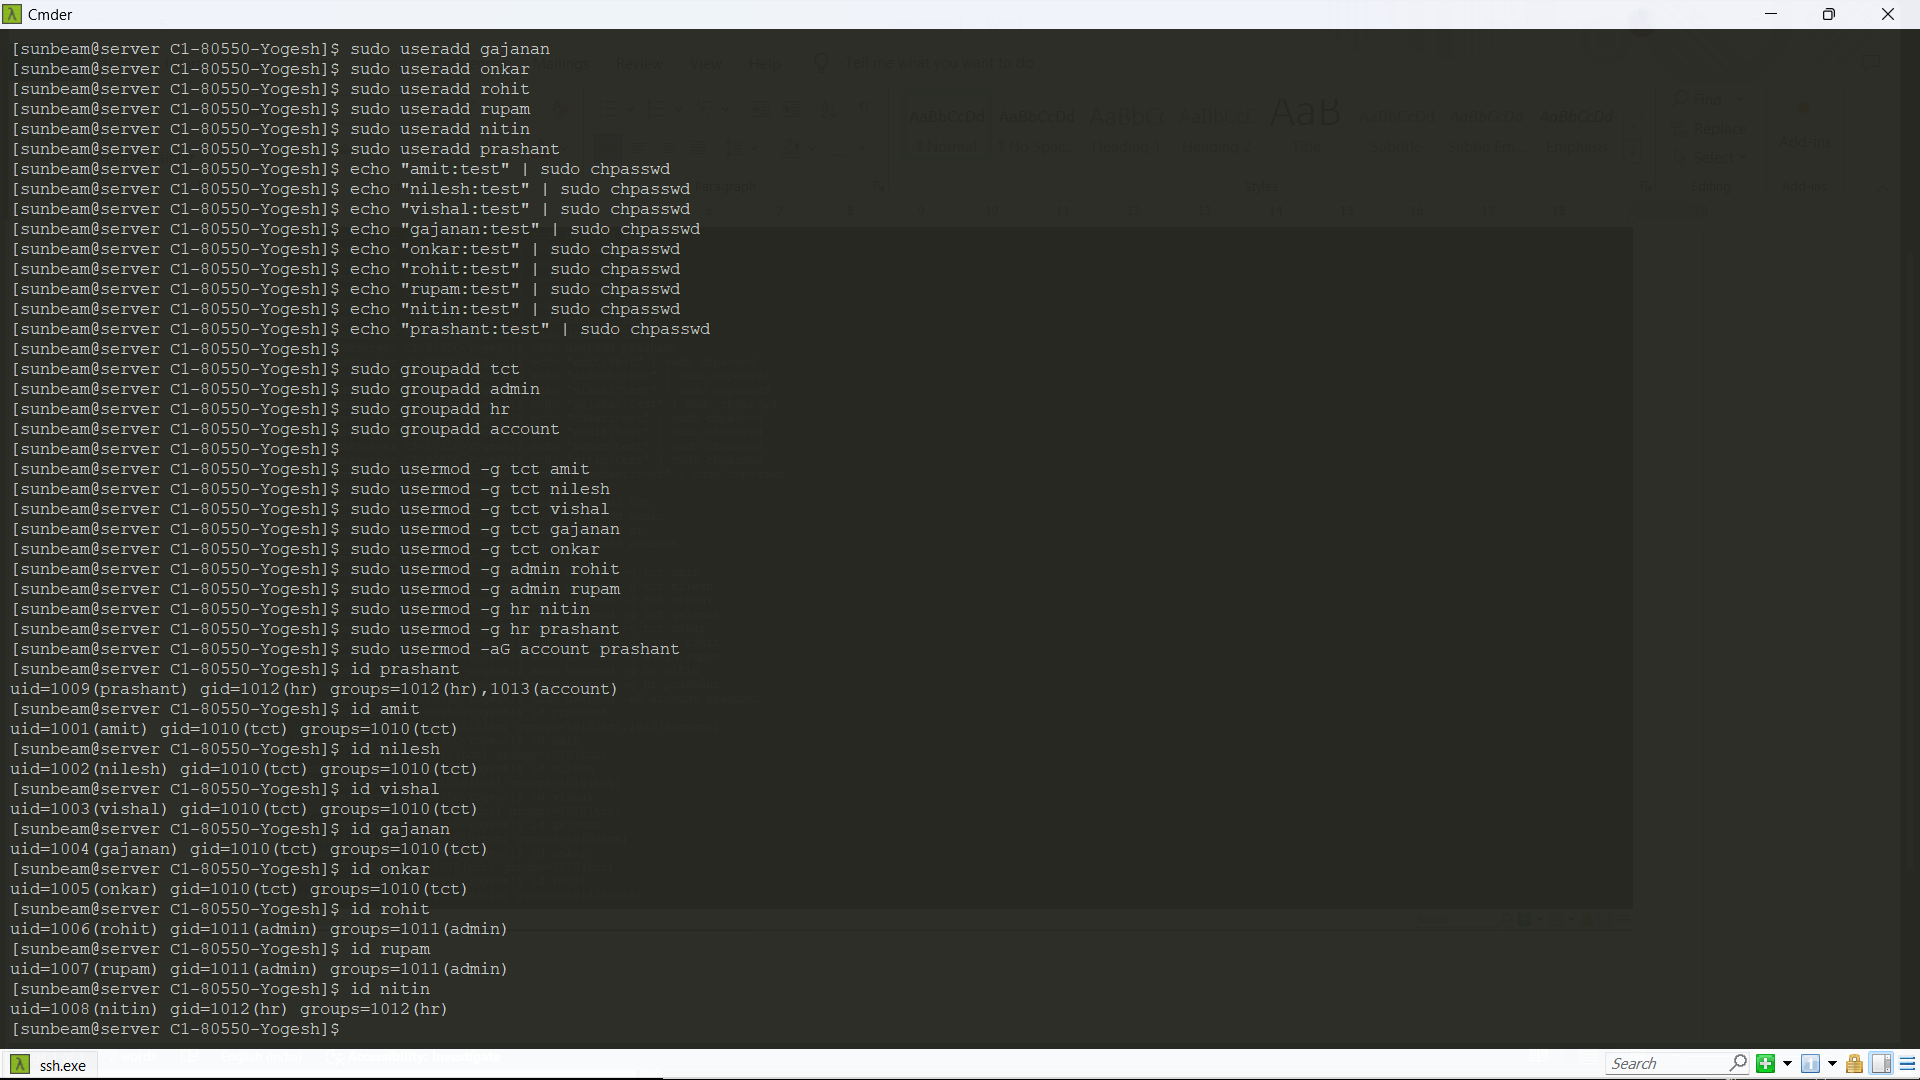 Cmder
[sunbeam@server C1-80550-Yogesh]$ sudo useradd gajanan
[sunbeam@server C1-80550-Yogesh]$ sudo useradd onkar
[sunbeam@server C1-80550-Yogesh]$ sudo useradd rohit
[sunbeam@server C1-80550-Yogesh]$ sudo useradd rupam
[sunbeam@server C1-80550-Yogesh]$ sudo useradd nitin
[sunbeam@server C1-80550-Yogesh]$ sudo useradd prashant
[sunbeam@server C1-80550-Yogesh]$ echo "amit:test" | sudo chpasswd
[sunbeam@server C1-80550-Yogesh]$ echo "nilesh:test" | sudo chpasswd
[sunbeam@server C1-80550-Yogesh]$ echo "vishal:test" | sudo chpasswd
[sunbeam@server C1-80550-Yogesh]$ echo "gajanan:test" | sudo chpasswd
[sunbeam@server C1-80550-Yogesh]$ echo "onkar:test" | sudo chpasswd
[sunbeam@server C1-80550-Yogesh]$ echo "rohit:test" | sudo chpasswd
[sunbeam@server C1-80550-Yogesh]$ echo "rupam:test" | sudo chpasswd
[sunbeam@server C1-80550-Yogesh]$ echo "nitin:test" | sudo chpasswd
[sunbeam@server C1-80550-Yogesh]$ echo "prashant:test" | sudo chpasswd
[sunbeam@server C1-80550-Yogesh]$
[sunbeam@server C1-80550-Yogesh]$ sudo groupadd tct
[sunbeam@server C1-80550-Yogesh]$ sudo groupadd admin
[sunbeam@server C1-80550-Yogesh]$ sudo groupadd hr
[sunbeam@server C1-80550-Yogesh]$ sudo groupadd account
[sunbeam@server C1-80550-Yogesh]$
[sunbeam@server C1-80550-Yogesh]$ sudo usermod -g tct amit
[sunbeam@server C1-80550-Yogesh]$ sudo usermod -g tct nilesh
[sunbeam@server C1-80550-Yogesh]$ sudo usermod -g tct vishal
[sunbeam@server C1-80550-Yogesh]$ sudo usermod -g tct gajanan
[sunbeam@server C1-80550-Yogesh]$ sudo usermod -g tct onkar
[sunbeam@server C1-80550-Yogesh]$ sudo usermod -g admin rohit
[sunbeam@server C1-80550-Yogesh]$ sudo usermod -g admin rupam
[sunbeam@server C1-80550-Yogesh]$ sudo usermod -g hr nitin
[sunbeam@server C1-80550-Yogesh]$ sudo usermod -g hr prashant
[sunbeam@server C1-80550-Yogesh]$ sudo usermod -aG account prashant
[sunbeam@server C1-80550-Yogesh]$ id prashant
uid=1009(prashant) gid=1012(hr) groups=1012(hr),1013(account)
[sunbeam@server C1-80550-Yogesh]$ id amit
uid=1001(amit) gid=1010(tct) groups=1010(tct)
[sunbeam@server C1-80550-Yogesh]$ id nilesh
uid=1002(nilesh) gid=1010(tct) groups=1010(tct)
[sunbeam@server C1-80550-Yogesh]$ id vishal
uid=1003(vishal) gid=1010(tct) groups=1010(tct)
[sunbeam@server C1-80550-Yogesh]$ id gajanan
uid=1004(gajanan) gid=1010(tct) groups=1010(tct)
[sunbeam@server C1-80550-Yogesh]$ id onkar
uid=1005(onkar) gid=1010(tct) groups=1010(tct)
[sunbeam@server C1-80550-Yogesh]$ id rohit
uid=1006(rohit) gid=1011(admin) groups=1011(admin)
[sunbeam@server C1-80550-Yogesh]$ id rupam
uid=1007(rupam) gid=1011(admin) groups=1011(admin)
[sunbeam@server C1-80550-Yogesh]$ id nitin
uid=1008(nitin) gid=1012(hr) groups=1012(hr)
[sunbeam@server C1-80550-Yogesh]$
ssh.exe
Search